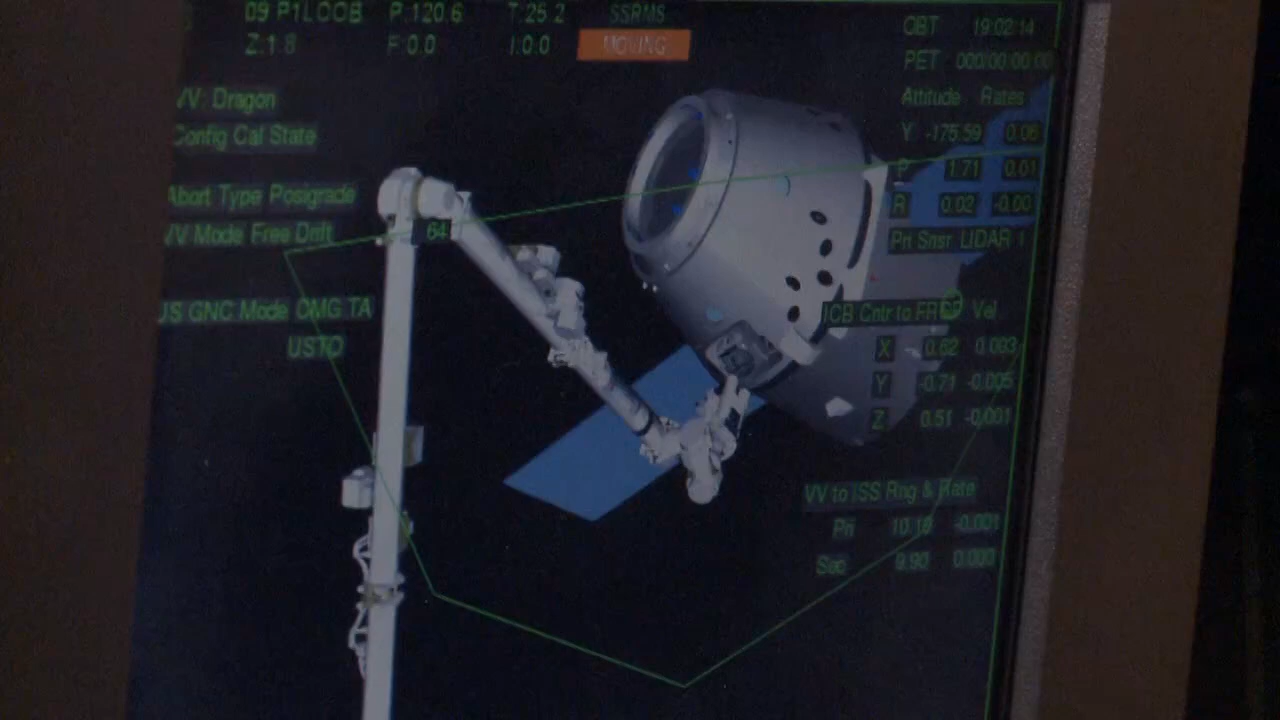 09 P1LOOB P:120.6 T:25.2 SSRMS
Z:1.8 F:0.0 I:0.0 MOVING
GBT 19:02:14
PET 000/00:00:00
VV: Dragon
Config Cal State
Abort Type Posigrade
VV Mode Free Drift
64
US GNC Mode CMG TA
USTO
Attitude Rates
Y -175.59 0.06
P 1.71 0.01
R 0.02 -0.00
Pri Snsr LIDAR 1
ICB Cntr to FRGF Vel
X 0.62 0.003
Y -0.71 -0.005
Z 0.51 -0.001
VV to ISS Rng & Rate
Pri 10.18 -0.001
Sec 9.90 0.000